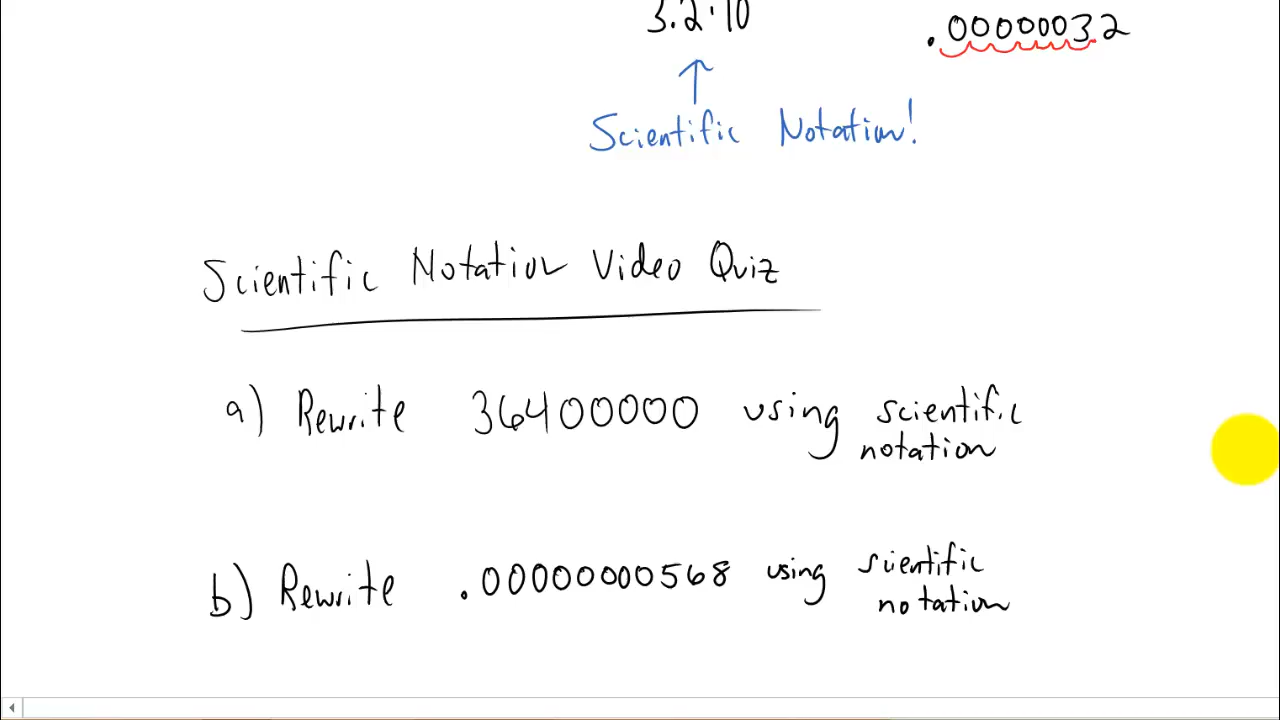 3.2·10 .00000032
Scientific Notation!
Scientific Notation Video Quiz
a) Rewrite 36400000 using scientific
notation
b) Rewrite .00000000568 using scientific
notation